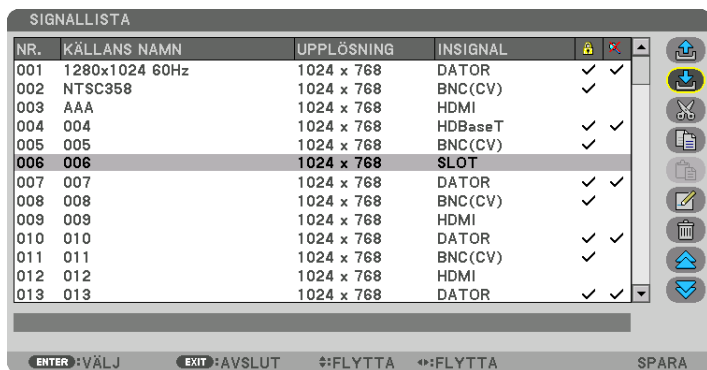 SIGNALLISTA
NR. KÄLLANS NAMN UPPLÖSNING INSIGNAL
001 1280x1024 60Hz 1024 x 768 DATOR ✓ ✓
002 NTSC358 1024 x 768 BNC(CV) ✓
003 AAA 1024 x 768 HDMI
004 004 1024 x 768 HDBaseT ✓ ✓
005 005 1024 x 768 BNC(CV) ✓
006 006 1024 x 768 SLOT
007 007 1024 x 768 DATOR ✓ ✓
008 008 1024 x 768 BNC(CV) ✓
009 009 1024 x 768 HDMI
010 010 1024 x 768 DATOR ✓ ✓
011 011 1024 x 768 BNC(CV) ✓
012 012 1024 x 768 HDMI
013 013 1024 x 768 DATOR ✓ ✓
ENTER :VÄLJ EXIT :AVSLUT :FLYTTA :FLYTTA SPARA